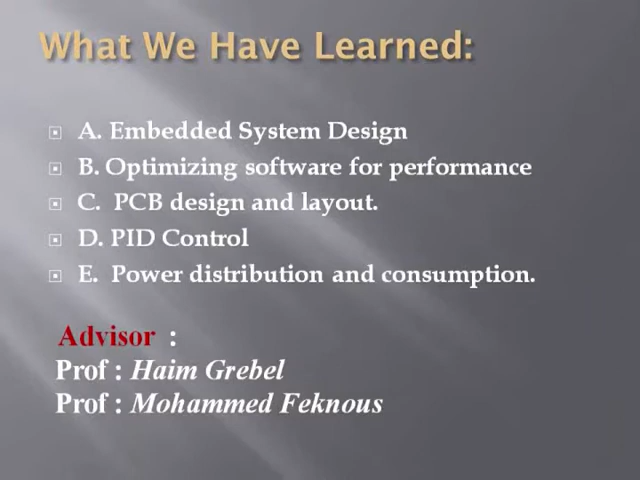 What We Have Learned:
A. Embedded System Design
B. Optimizing software for performance
C. PCB design and layout.
D. PID Control
E. Power distribution and consumption.
Advisor :
Prof : Haim Grebel
Prof : Mohammed Feknous